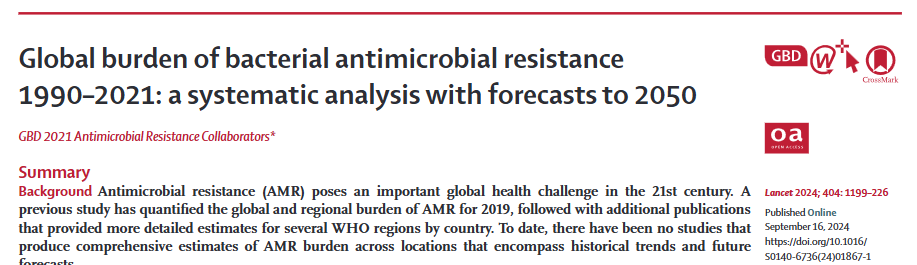 Global burden of bacterial antimicrobial resistance
1990–2021: a systematic analysis with forecasts to 2050
GBD 2021 Antimicrobial Resistance Collaborators*
Summary
Background Antimicrobial resistance (AMR) poses an important global health challenge in the 21st century. A
previous study has quantified the global and regional burden of AMR for 2019, followed with additional publications
that provided more detailed estimates for several WHO regions by country. To date, there have been no studies that
produce comprehensive estimates of AMR burden across locations that encompass historical trends and future
forecasts.
GBD
W
CrossMark
oa
OPEN ACCESS
Lancet 2024; 404: 1199–226
Published Online
September 16, 2024
https://doi.org/10.1016/
S0140-6736(24)01867-1